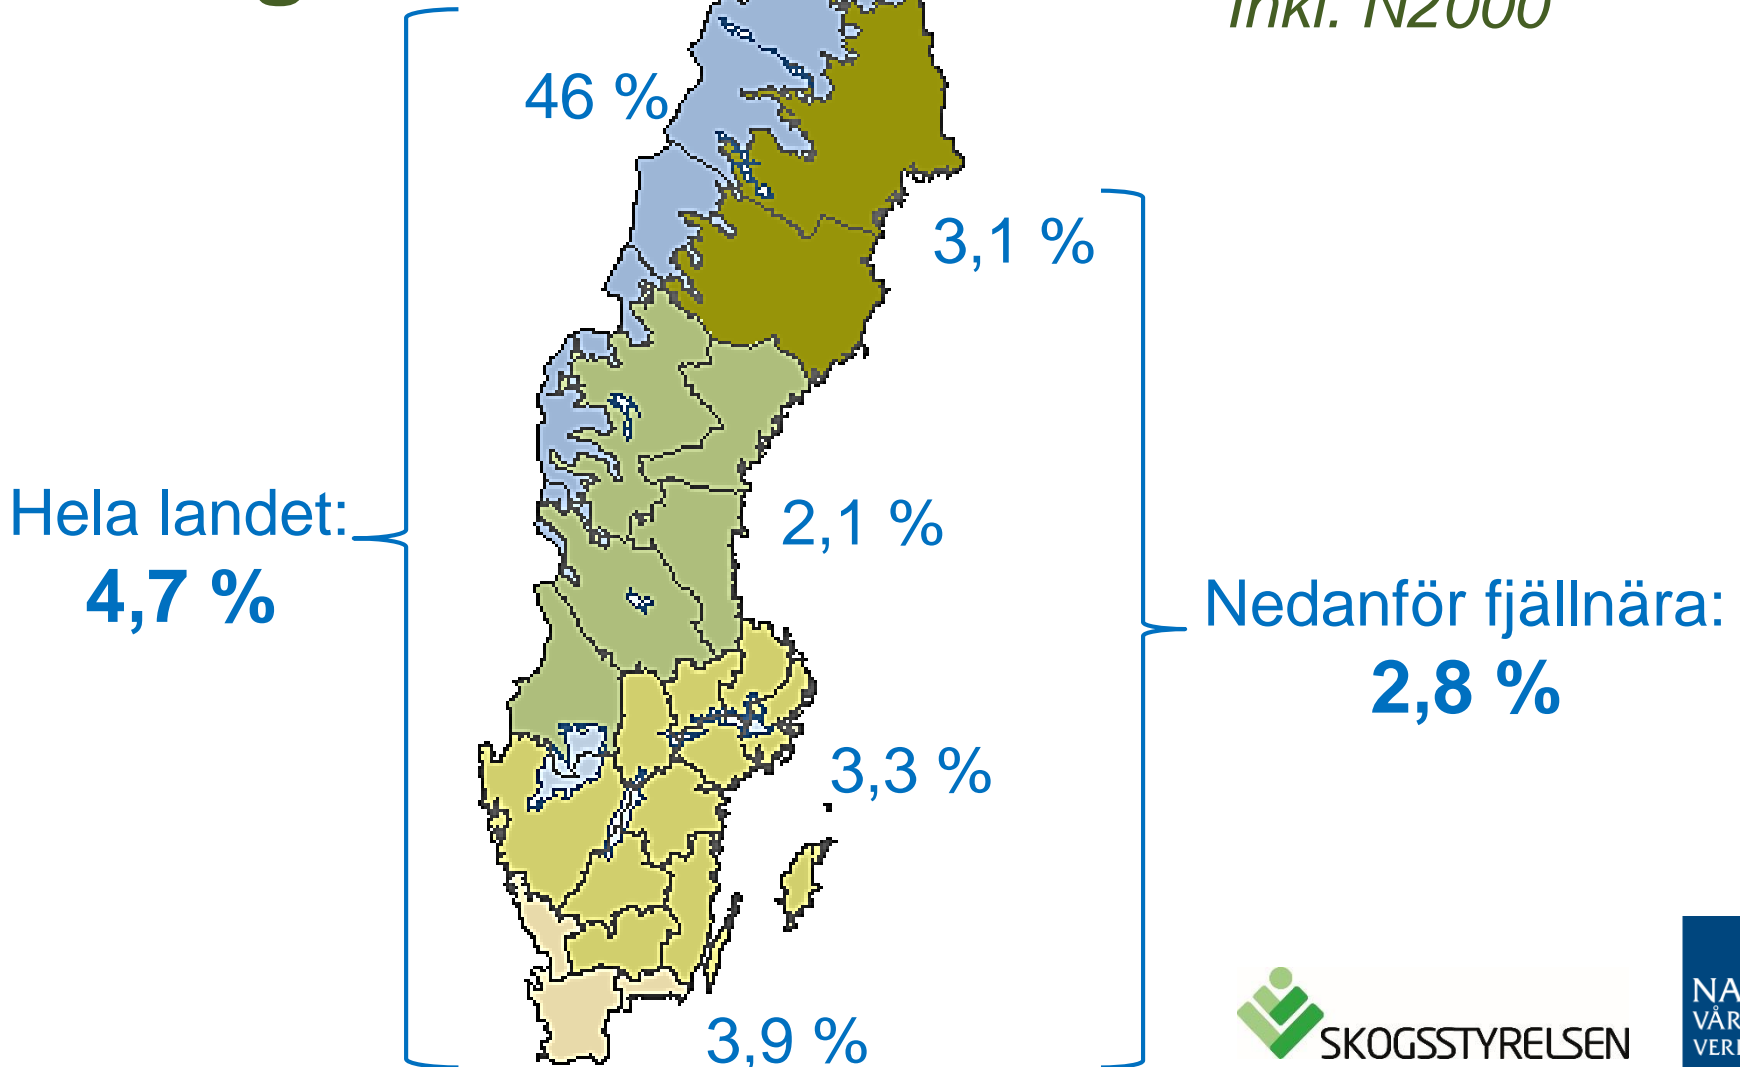 Inkl. N2000
46 %
3,1 %
Hela landet:
4,7 %
2,1 %
Nedanför fjällnära:
2,8 %
3,3 %
3,9 %
SKOGSSTYRELSEN